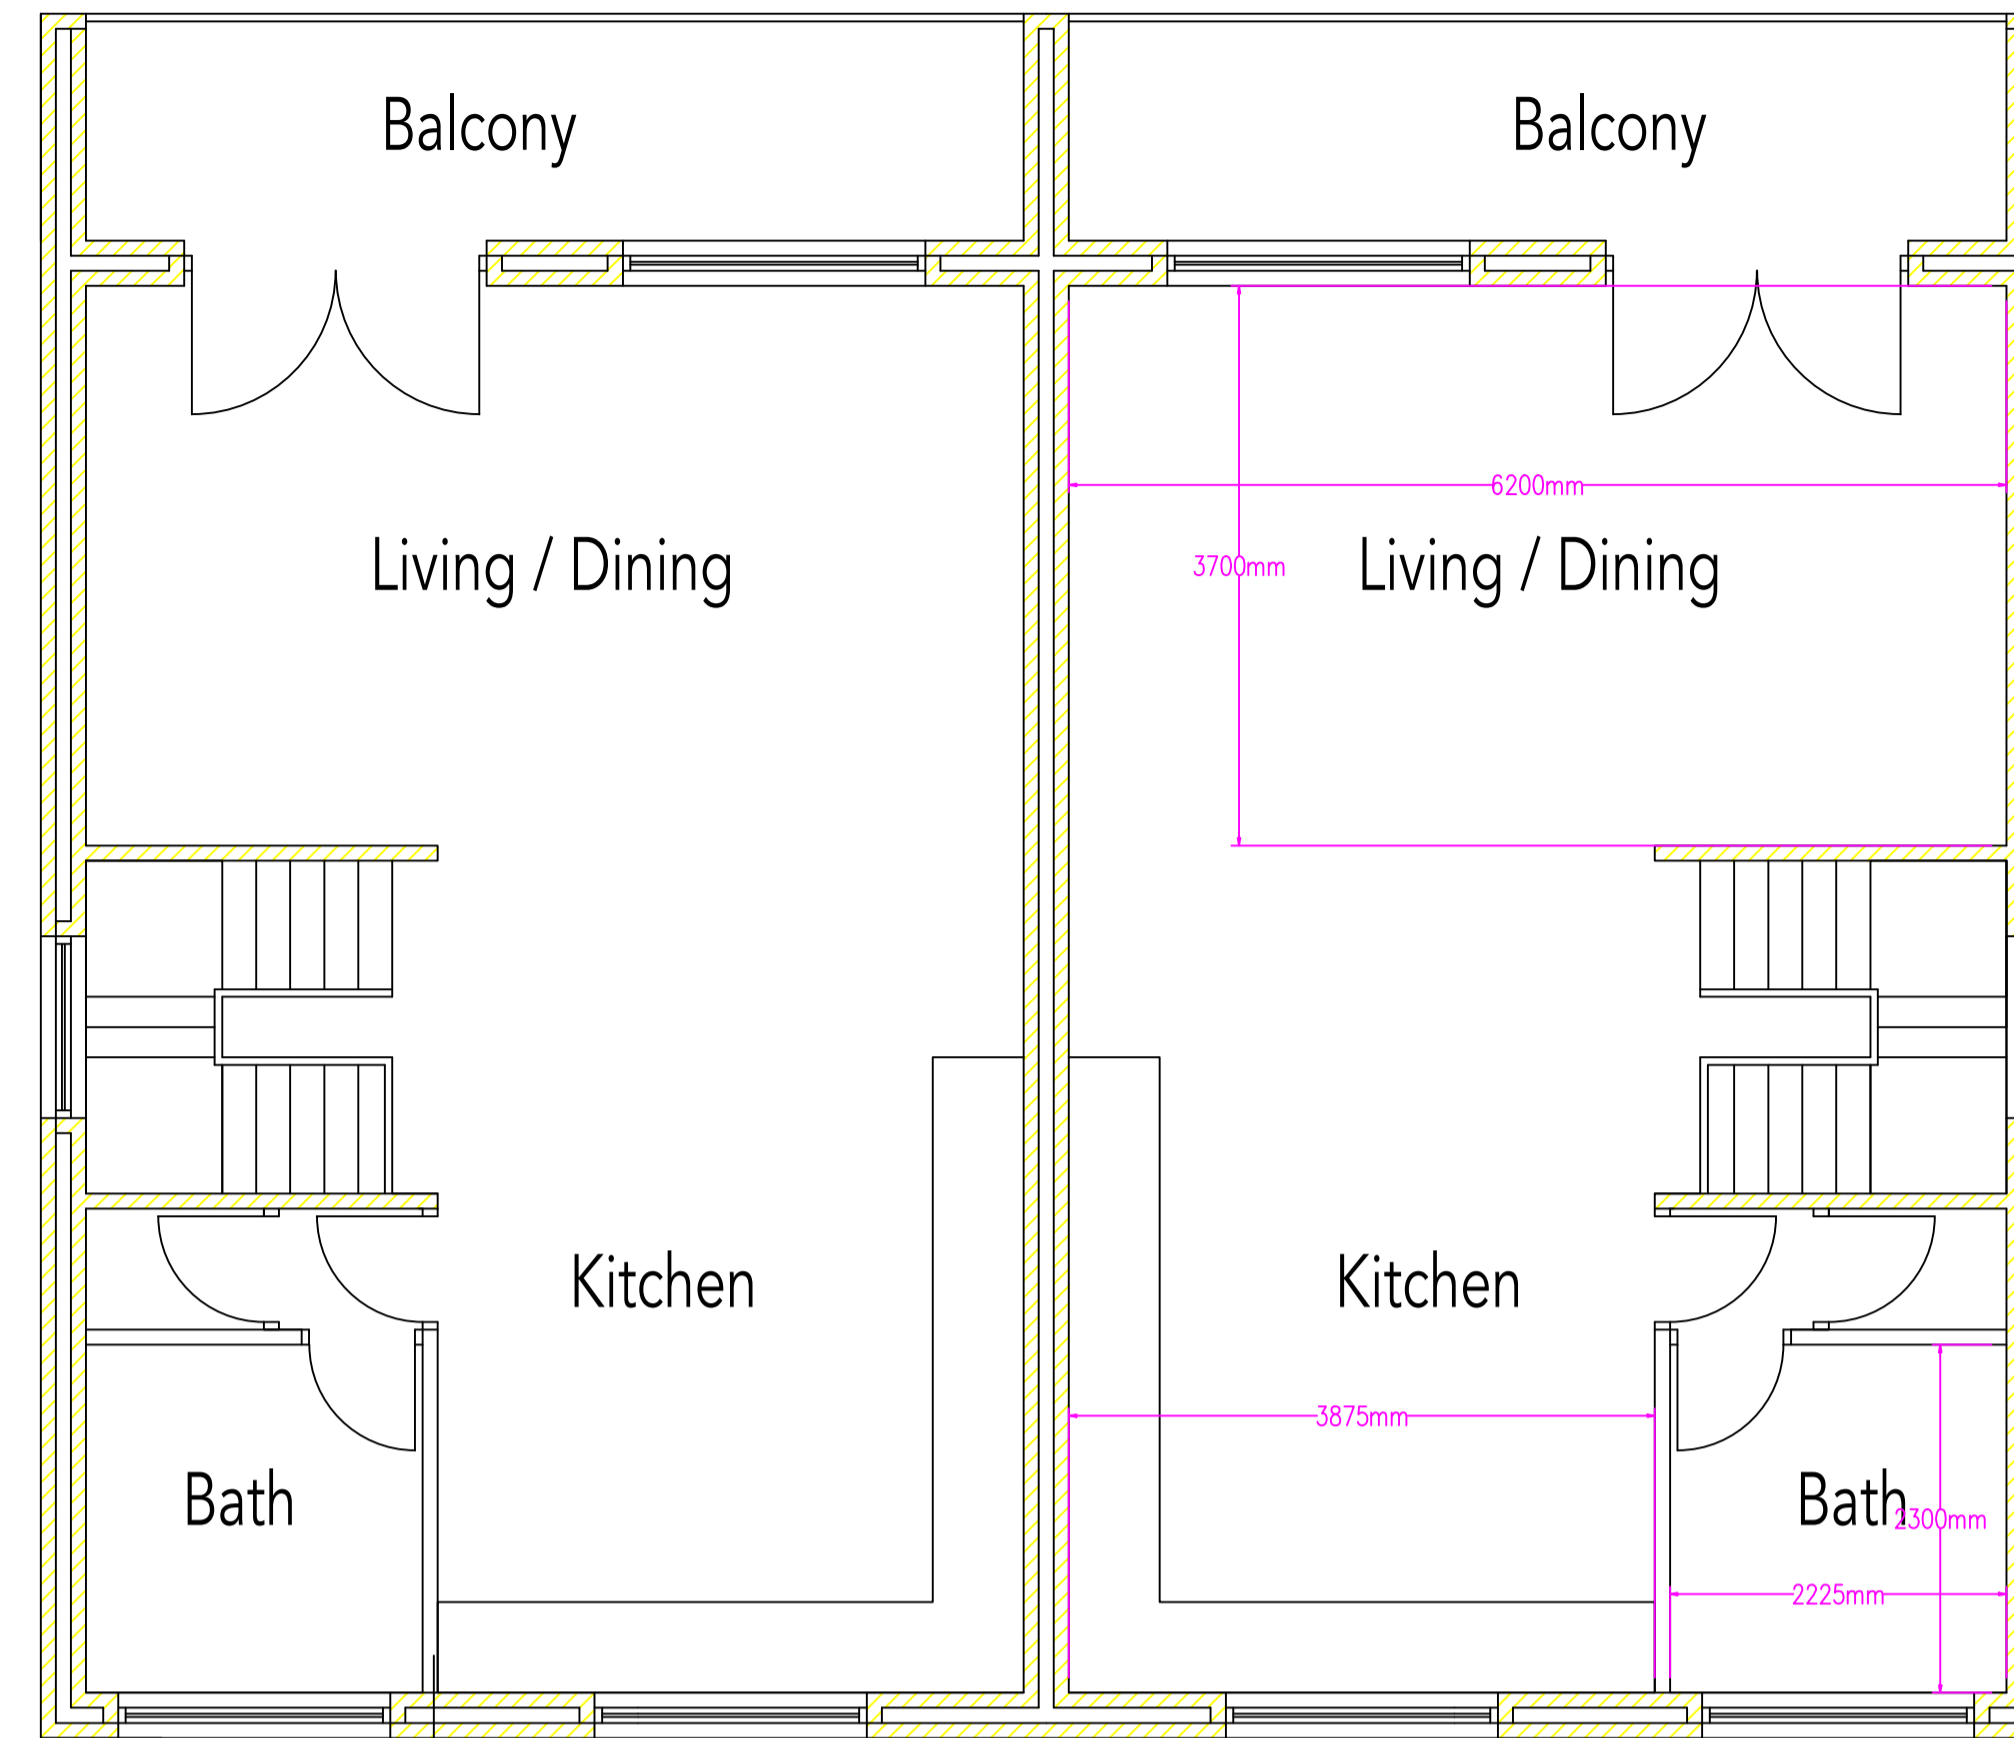 Balcony
Balcony
6200mm
3700mm
Living / Dining
Living / Dining
Kitchen
Kitchen
3875mm
Bath
Bath
2300mm
2225mm